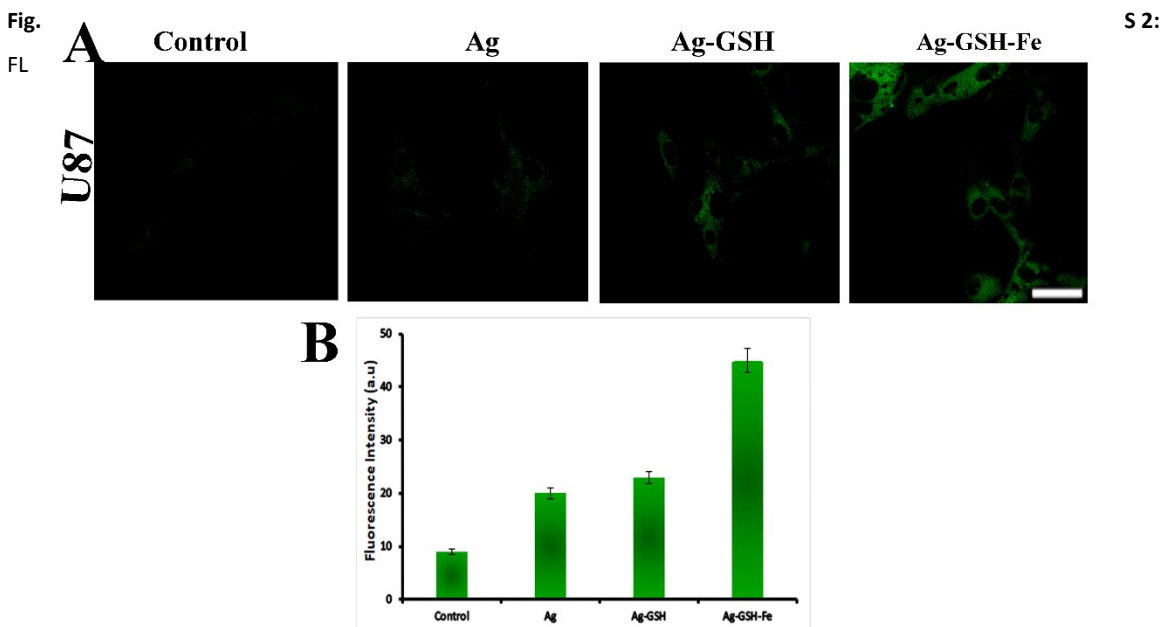 Fig. S 2:
FL
A
Control Ag Ag-GSH Ag-GSH-Fe
U87
B
Fluorescence Intensity (a.u)
50
40
30
20
10
0
Control Ag Ag-GSH Ag-GSH-Fe